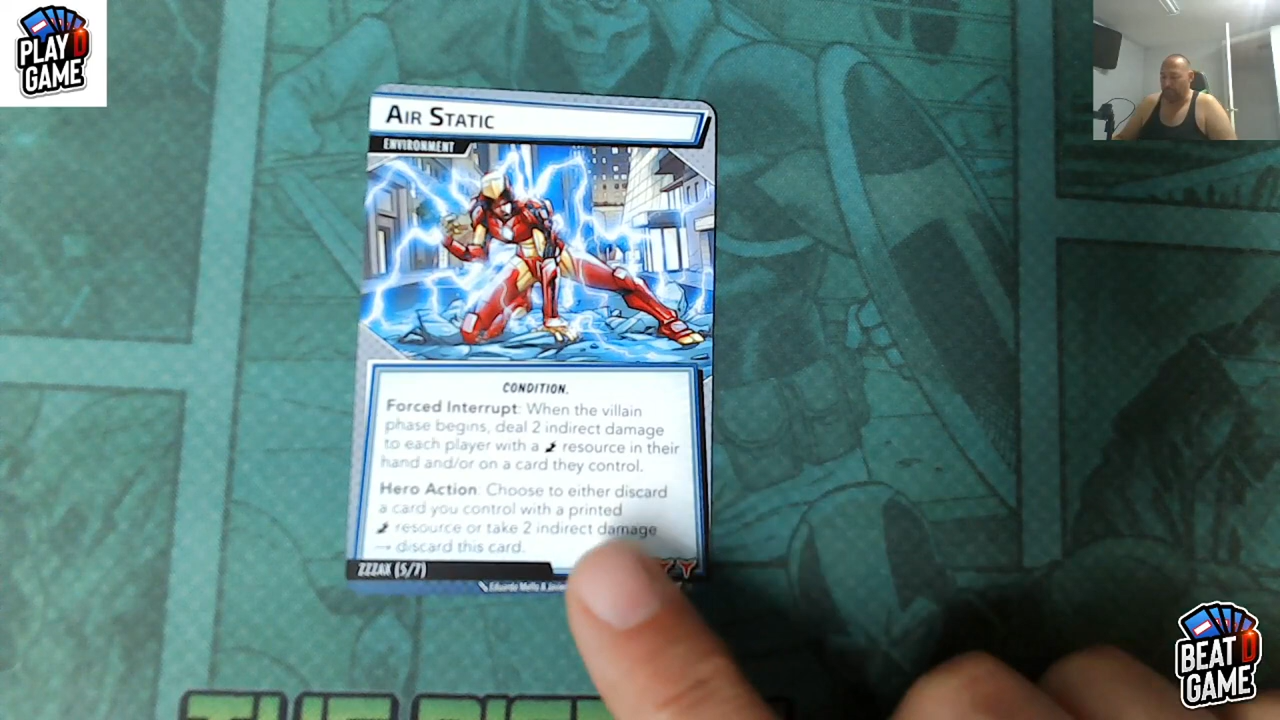 PLAY D
GAME
AIR STATIC
ENVIRONMENT
CONDITION.
Forced Interrupt: When the villain
phase begins, deal 2 indirect damage
to each player with a resource in their
hand and/or on a card they control.
Hero Action: Choose to either discard
a card you control with a printed
resource or take 2 indirect damage
→ discard this card.
ZZZAX (5/7)
BEAT D
GAME